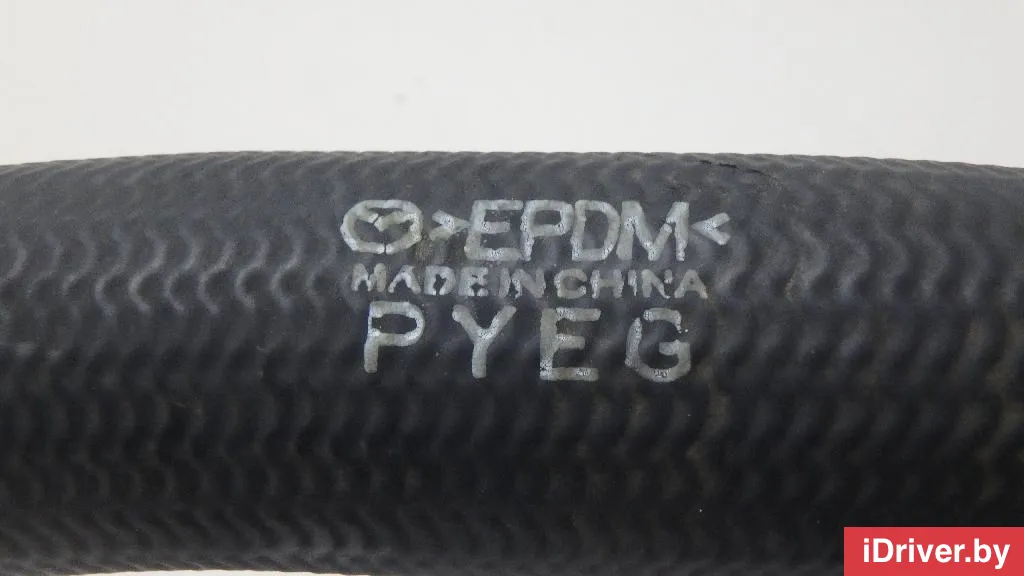 >EPDM<
MADE IN CHINA
PYEG
iDriver.by